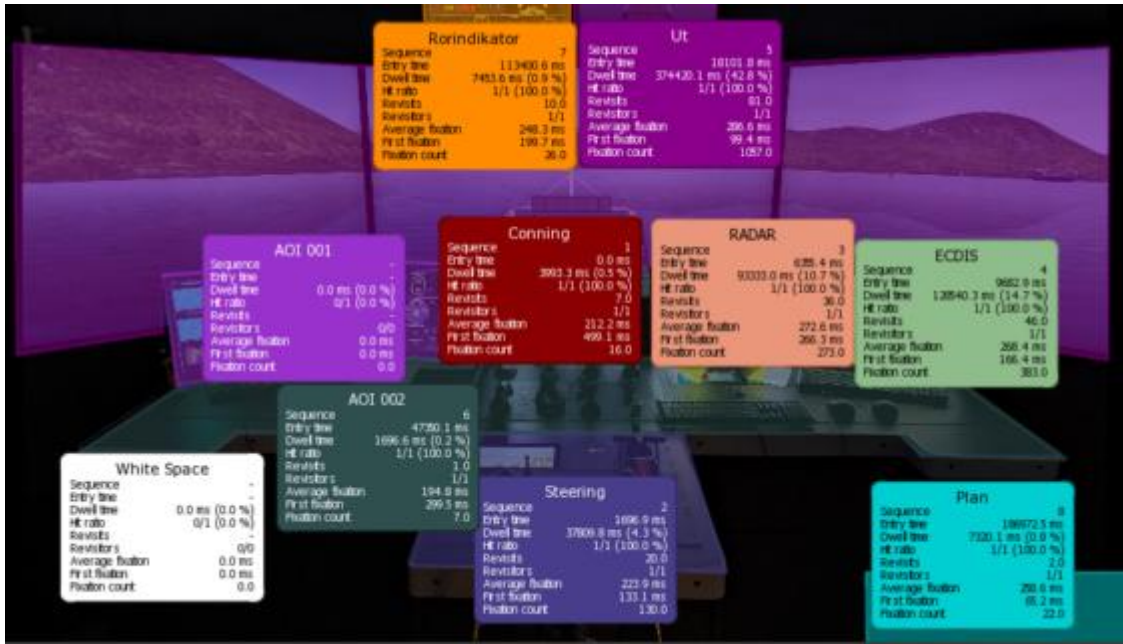 Rorindikator
Sequence 7
Entry time 113400.6 ms
Dwell time 7453.6 ms (0.9 %)
Hit ratio 1/1 (100.0 %)
Revisits 10.0
Revisitors 1/1
Average fixation 248.3 ms
First fixation 199.7 ms
Fixation count
Ut
Sequence 5
Entry time 18101.8 ms
Dwell time 374420.1 ms (42.8 %)
Hit ratio 1/1 (100.0 %)
Revisits 81.0
Revisitors 1/1
Average fixation 286.6 ms
First fixation 99.4 ms
Fixation count 1057.0
AOI 001
Sequence -
Entry time -
Dwell time 0.0 ms (0.0 %)
Hit ratio 0/1 (0.0 %)
Revisits -
Revisitors 0/0
Average fixation 0.0 ms
First fixation 0.0 ms
Fixation count 0.0
Conning
Sequence 1
Entry time 0.0 ms
Dwell time 3993.3 ms (0.5 %)
Hit ratio 1/1 (100.0 %)
Revisits 7.0
Revisitors 1/1
Average fixation 212.2 ms
First fixation 499.1 ms
Fixation count 16.0
RADAR
Sequence 3
Entry time ms
Dwell time 93333.0 ms (10.7 %)
Hit ratio 1/1 (100.0 %)
Revisits 36.0
Revisitors 1/1
Average fixation 272.6 ms
First fixation 266.3 ms
Fixation count 273.0
ECDIS
Sequence 4
Entry time 9682.9 ms
Dwell time 128540.3 ms (14.7 %)
Hit ratio 1/1 (100.0 %)
Revisits 46.0
Revisitors 1/1
Average fixation 268.4 ms
First fixation 166.4 ms
Fixation count 383.0
AOI 002
Sequence 6
Entry time 47350.1 ms
Dwell time 1696.6 ms (0.2 %)
Hit ratio 1/1 (100.0 %)
Revisits 1.0
Revisitors 1/1
Average fixation 194.8 ms
First fixation 299.5 ms
Fixation count 7.0
White Space
Sequence -
Entry time -
Dwell time 0.0 ms (0.0 %)
Hit ratio 0/1 (0.0 %)
Revisits -
Revisitors 0/0
Average fixation 0.0 ms
First fixation 0.0 ms
Fixation count 0.0
Steering
Sequence 2
Entry time 1696.9 ms
Dwell time 37809.8 ms (4.3 %)
Hit ratio 1/1 (100.0 %)
Revisits 20.0
Revisitors 1/1
Average fixation 223.9 ms
First fixation 133.1 ms
Fixation count 130.0
Plan
Sequence 8
Entry time ms
Dwell time 7320.1 ms (0.8 %)
Hit ratio 1/1 (100.0 %)
Revisits 2.0
Revisitors 1/1
Average fixation ms
First fixation ms
Fixation count 22.0